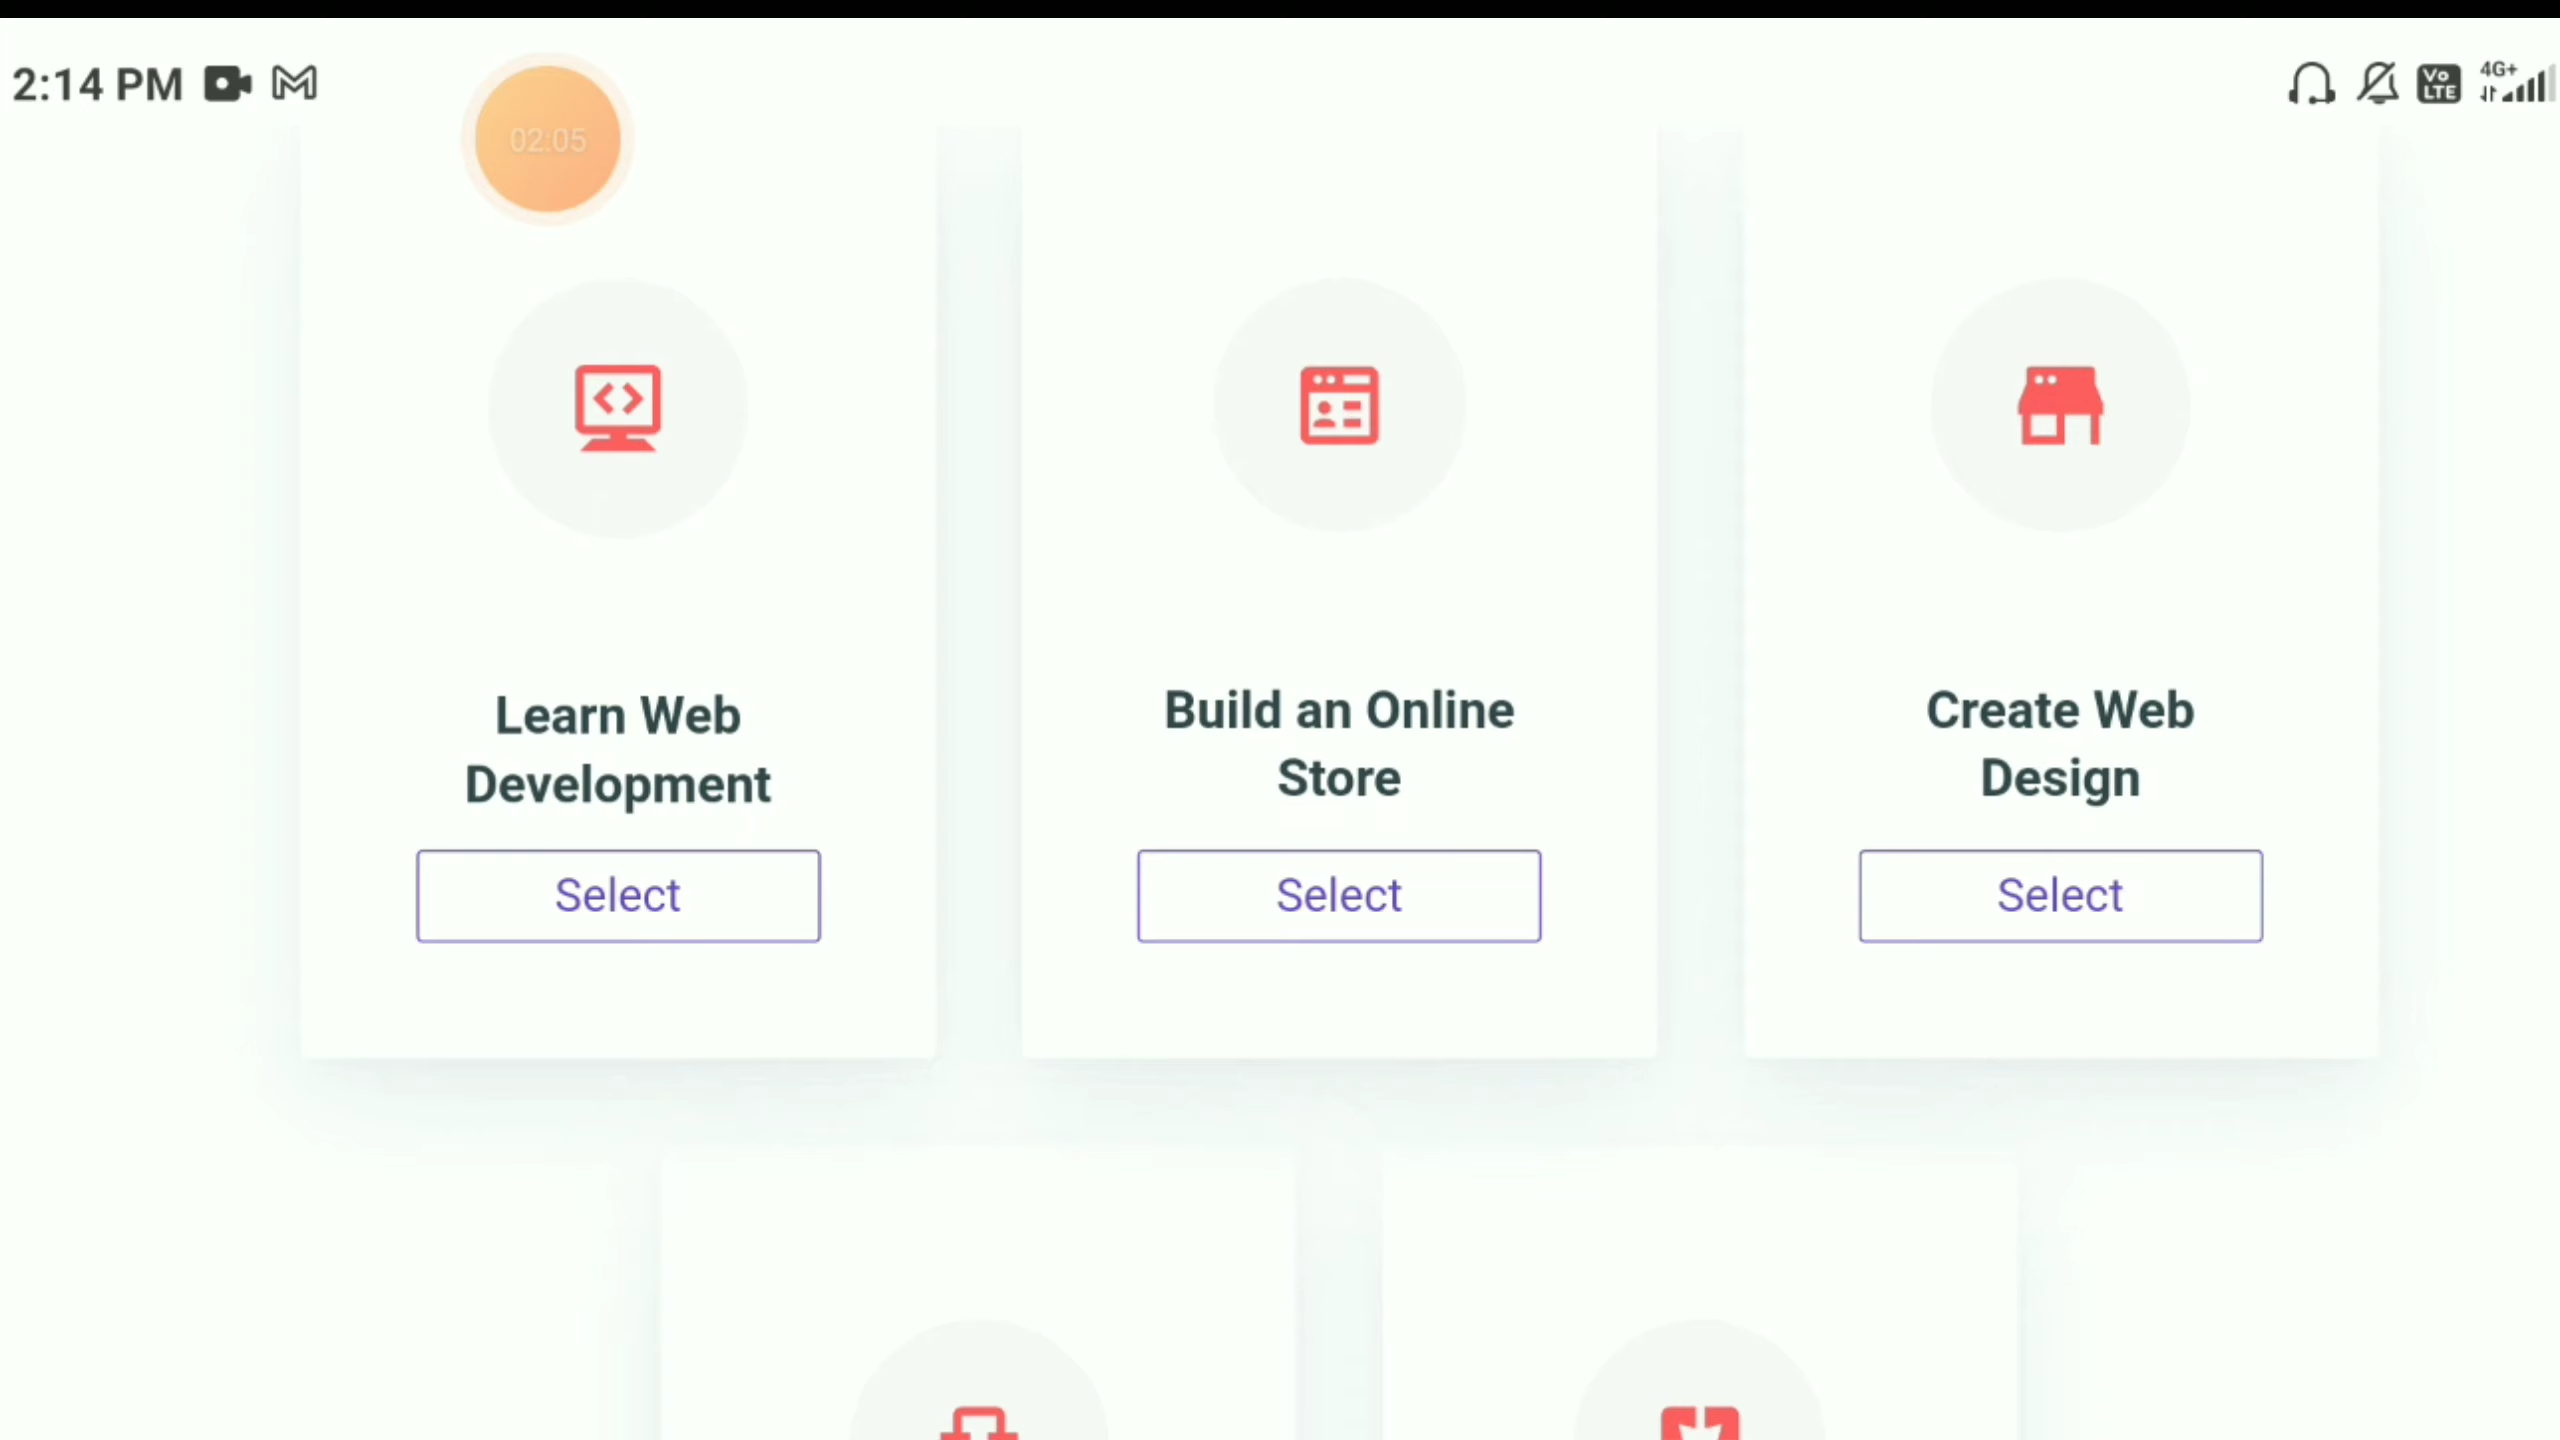 2:14 PM
02:05
Vo
LTE
4G+
Learn Web
Development
Select
Build an Online
Store
Select
Create Web
Design
Select